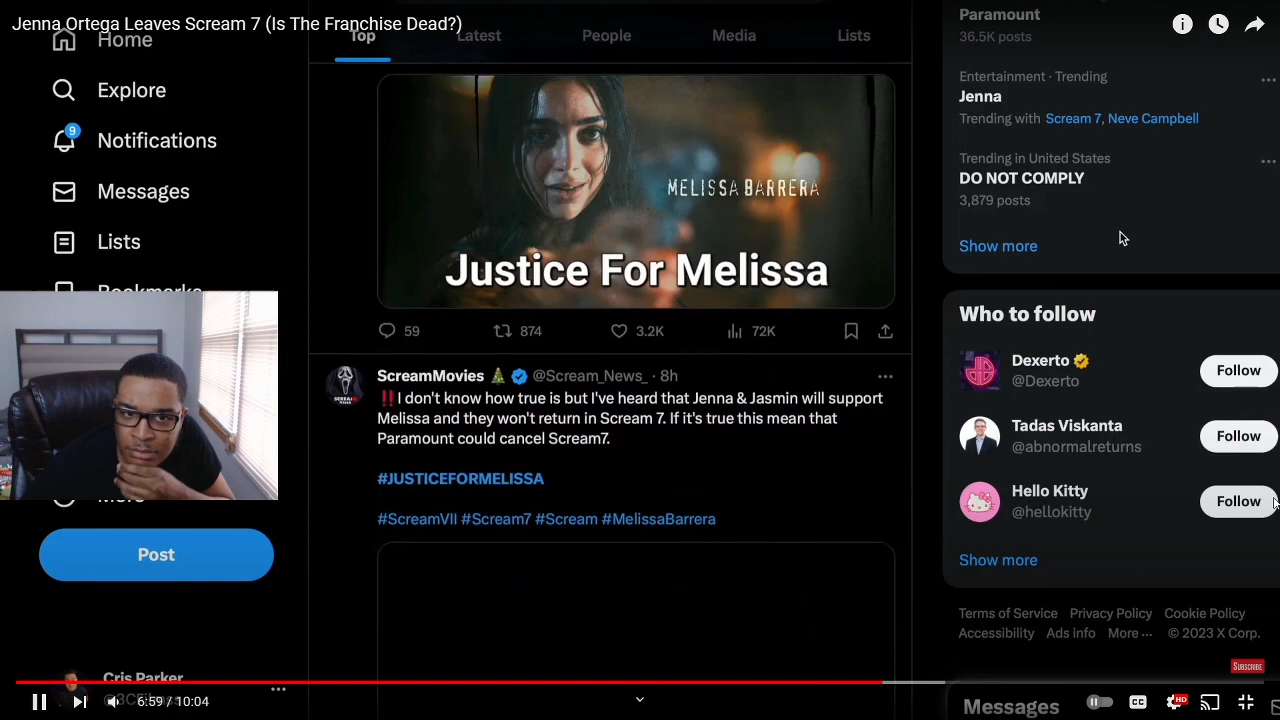 Jenna Ortega Leaves Scream 7 (Is The Franchise Dead?)
Home
Explore
9
Notifications
Messages
Lists
Bookmarks
More
Post
Cris Parker
Top
Latest
People
Media
Lists
MELISSA BARRERA
Justice For Melissa
59
874
3.2K
72K
ScreamMovies @Scream_News_ · 8h
‼️I don't know how true is but I've heard that Jenna & Jasmin will support
Melissa and they won't return in Scream 7. If it's true this mean that
Paramount could cancel Scream7.
#JUSTICEFORMELISSA
#ScreamVII #Scream7 #Scream #MelissaBarrera
Paramount
36.5K posts
Entertainment · Trending
Jenna
Trending with Scream 7, Neve Campbell
Trending in United States
DO NOT COMPLY
3,879 posts
Show more
Who to follow
Dexerto
@Dexerto
Follow
Tadas Viskanta
@abnormalreturns
Follow
Hello Kitty
@hellokitty
Follow
Show more
Terms of Service Privacy Policy Cookie Policy
Accessibility Ads info More ··· © 2023 X Corp.
SUBSCRIBE
Messages
6:59 / 10:04
CC
HD